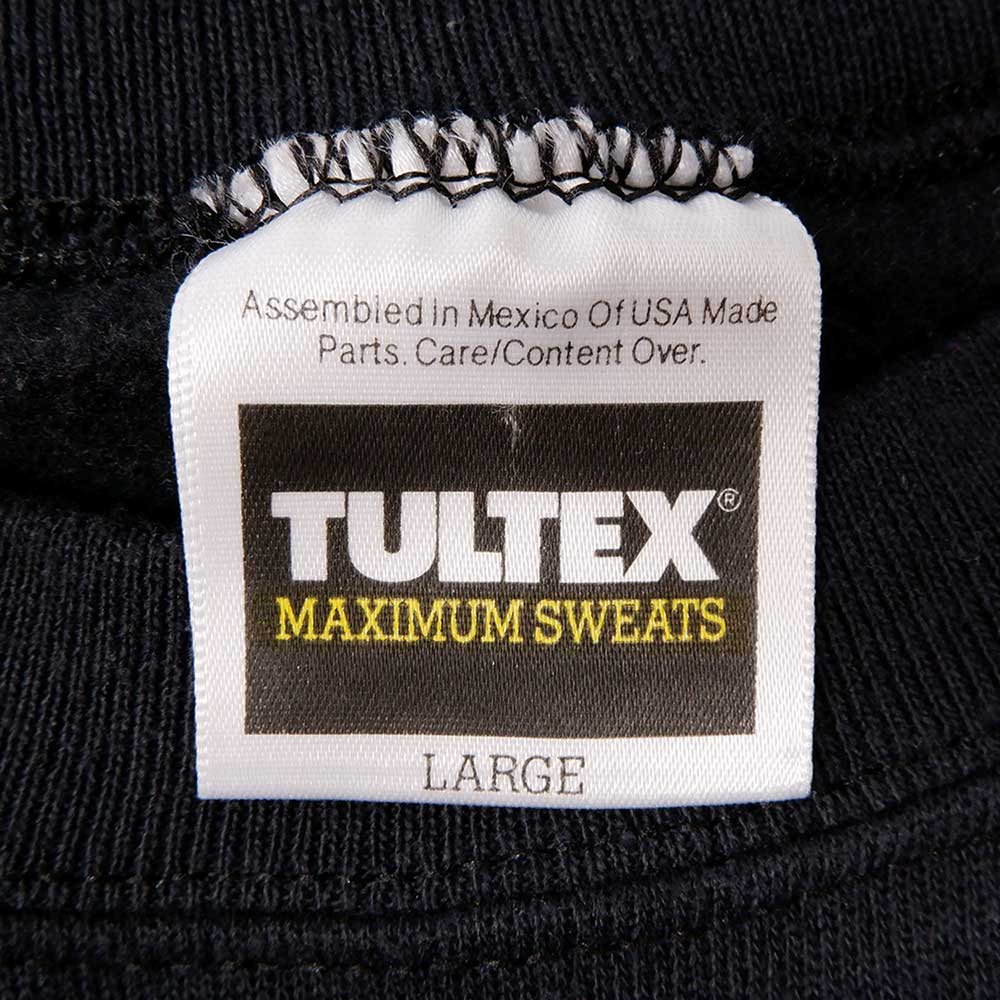 Assembled In Mexico Of USA Made
Parts. Care/Content Over.
TULTEX®
MAXIMUM SWEATS
LARGE